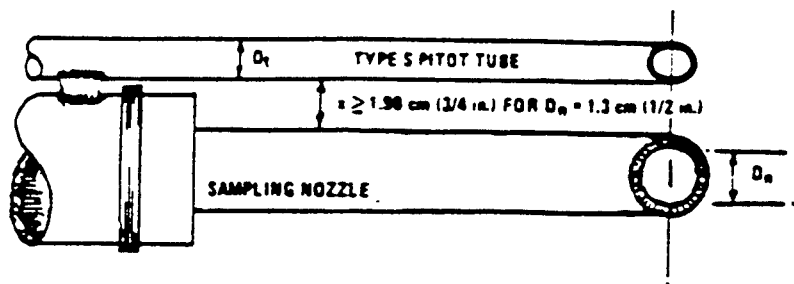 Dt TYPE S PITOT TUBE
x ≥ 1.90 cm (3/4 in.) FOR Dn = 1.3 cm (1/2 in.)
SAMPLING NOZZLE
Dn